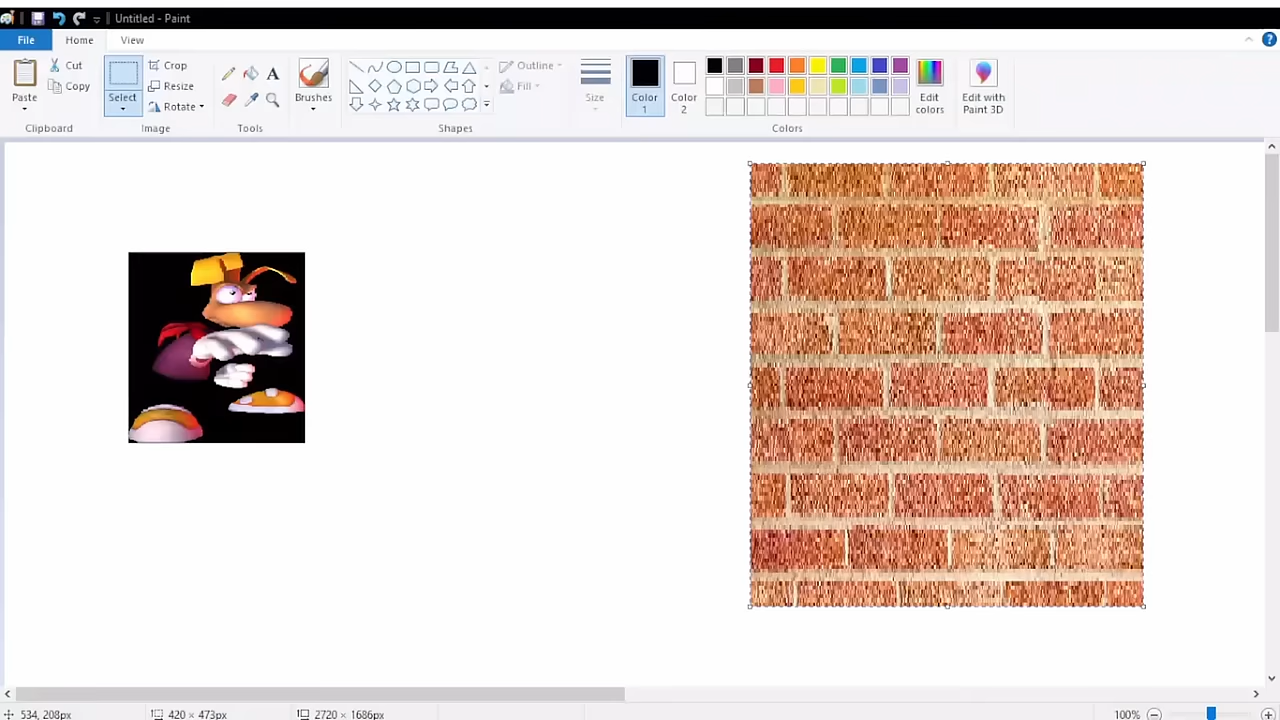 Untitled - Paint
File Home View
Paste
Cut
Copy
Clipboard
Select
Crop
Resize
Rotate
Image
Tools
Brushes
Outline
Fill
Shapes
Size
Color 1
Color 2
Edit colors
Colors
Edit with Paint 3D
534, 208px 420 × 473px 2720 × 1686px 100%